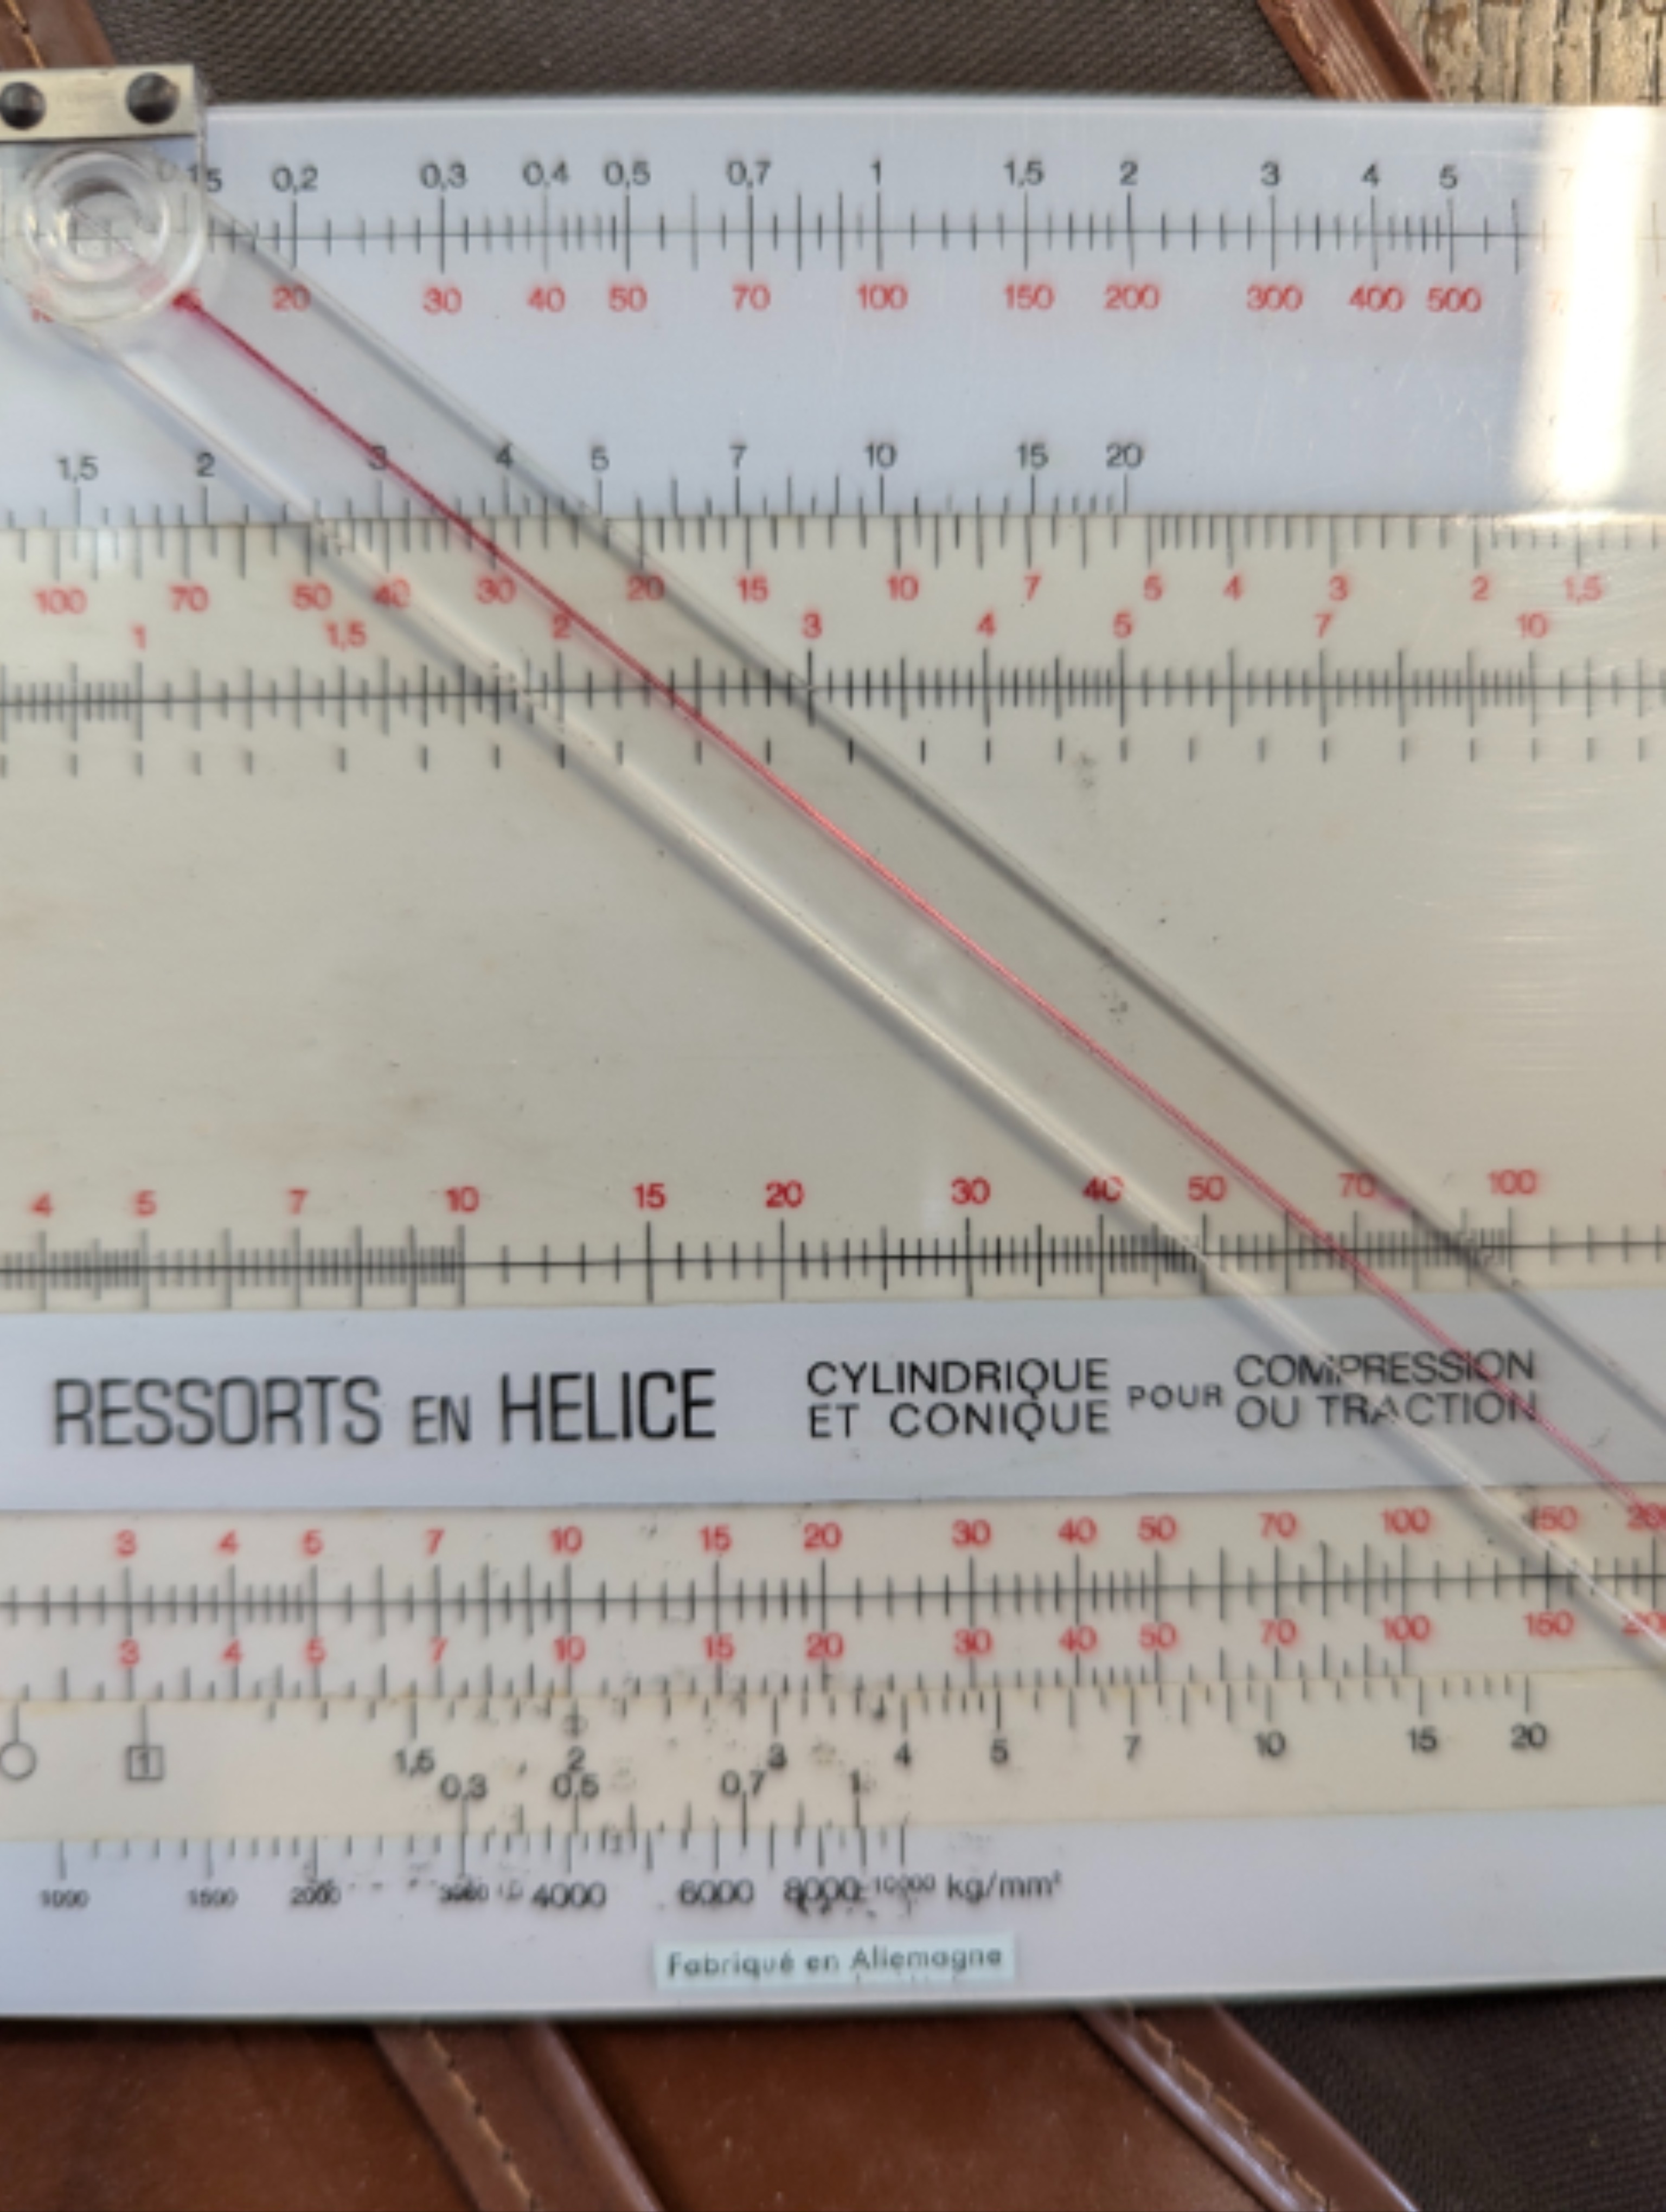 0,2 0,3 0,4 0,5 0,7 1 1,5 2 3 4 5
20 30 40 50 70 100 150 200 300 400 500
1,5 2 3 4 5 7 10 15 20
100 70 50 40 30 20 15 10 7 5 4 3 2 1,5
1 1,5 2 3 4 5 7 10
4 5 7 10 15 20 30 40 50 70 100
RESSORTS EN HELICE CYLINDRIQUE ET CONIQUE POUR COMPRESSION OU TRACTION
3 4 5 7 10 15 20 30 40 50 70 100 150 200
3 4 5 7 10 15 20 30 40 50 70 100 150 200
1 1,5 2 3 4 5 7 10 15 20
0,3 0,5 0,7 1
1000 1500 2000 3000 4000 6000 8000 10000 kg/mm²
Fabriqué en Allemagne